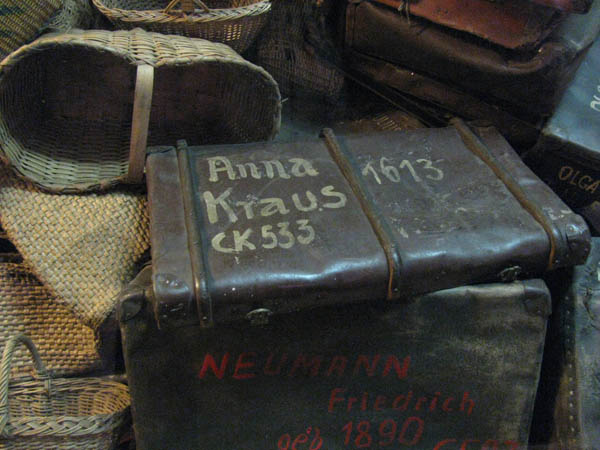 Anna 1613
Kraus
CK533
NEUMANN
Friedrich
geb 1890
OLGA